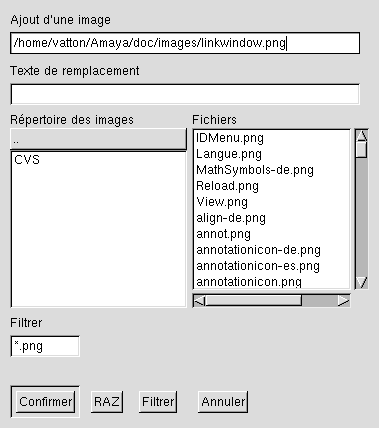 Ajout d'une image
/home/vatton/Amaya/doc/images/linkwindow.png
Texte de remplacement
Répertoire des images
Fichiers
..
CVS
IDMenu.png
Langue.png
MathSymbols-de.png
Reload.png
View.png
align-de.png
annot.png
annotationicon-de.png
annotationicon-es.png
annotationicon.png
Filtrer
*.png
Confirmer RAZ Filtrer Annuler